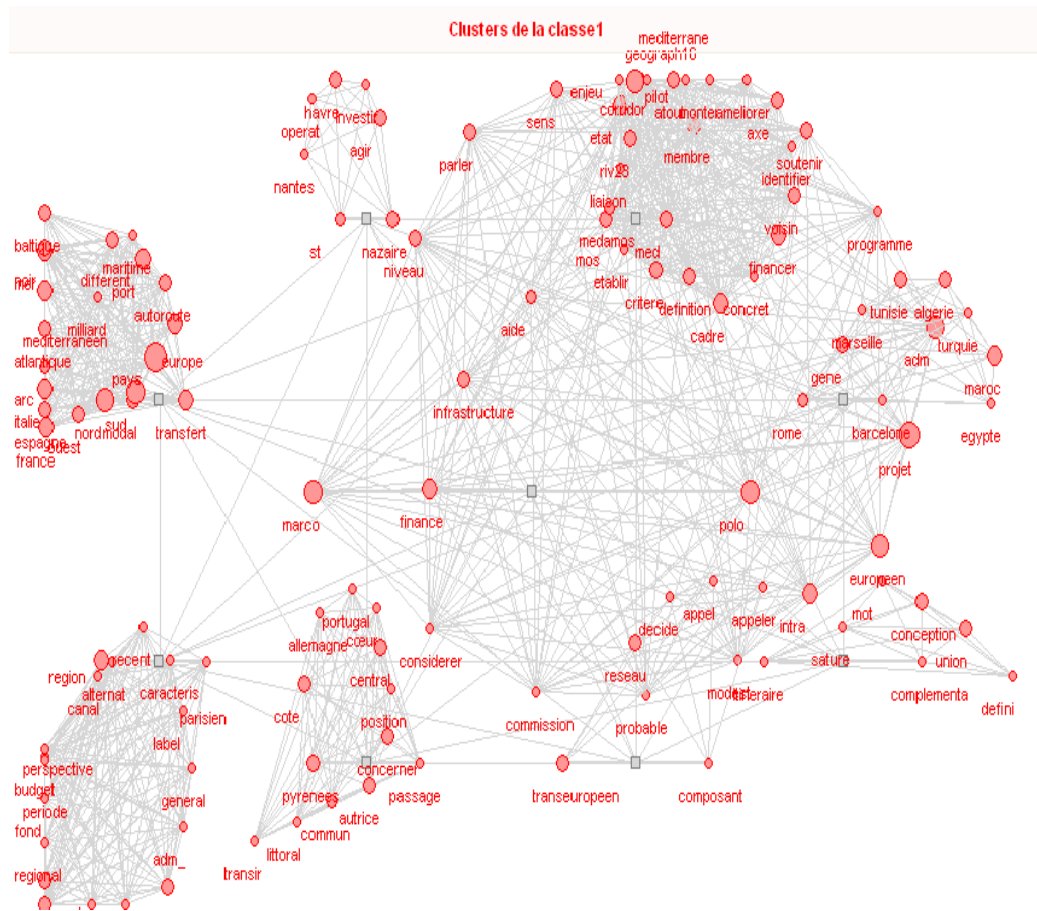 Clusters de la classe1
mediterrane
geograph16
enjeu
pilot
havre
investir
corridor
atout
monter
ameliorer
sens
operat
etat
axe
agir
parler
membre
soutenir
riv23
identifier
nantes
liaison
medamos
mecl
voisin
programme
baltique
st
nazaire
mos
niveau
maritime
financer
noir
different
etablir
mer
port
critere
definition
concret
autoroute
tunisie
algerie
milliard
aide
cadre
mediterraneen
marseille
turquie
atlantique
europe
adm
pays
gene
maroc
arc
infrastructure
italie
sud
rome
barcelone
egypte
espagne
nord
modal
transfert
ouest
france
projet
marco
finance
polo
europeen
appel
mot
portugal
appeler
intra
decide
conception
allemagne
cœur
recent
considerer
sature
union
region
central
reseau
alternat
caracteris
complementa
canal
defini
parisien
cote
position
commission
probable
label
perspective
concerner
budget
pyrenees
passage
transeuropeen
composant
general
periode
autrice
fond
commun
littoral
adm_
regional
transir